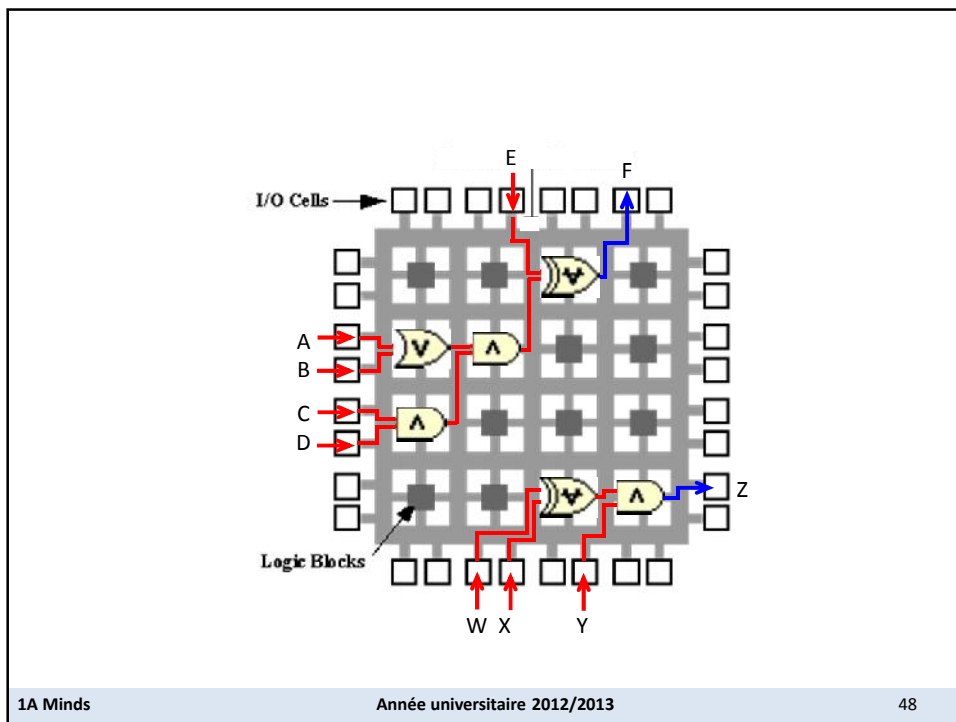 E
F
I/O Cells
∀
A
B
V
Λ
C
D
Λ
∀
Λ
Z
Logic Blocks
W X Y
1A Minds Année universitaire 2012/2013 48